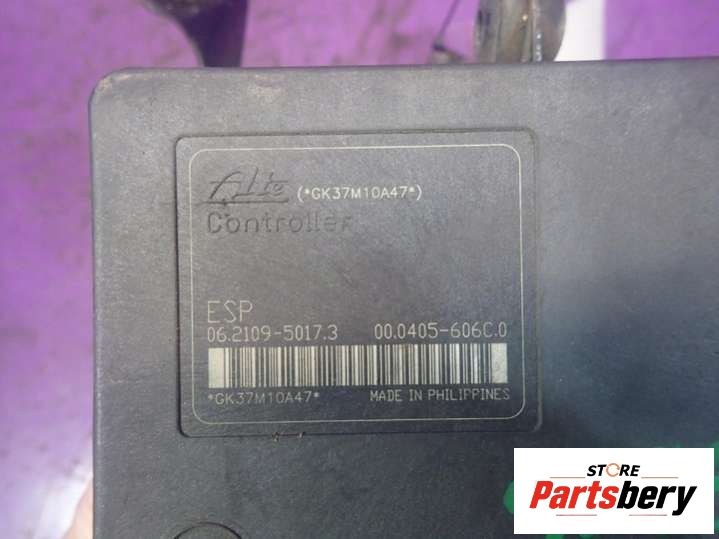 Ate (*GK37M10A47*)
Controller
ESP
06.2109-5017.3 00.0405-606C.0
*GK37M10A47* MADE IN PHILIPPINES
STORE
Partsbery